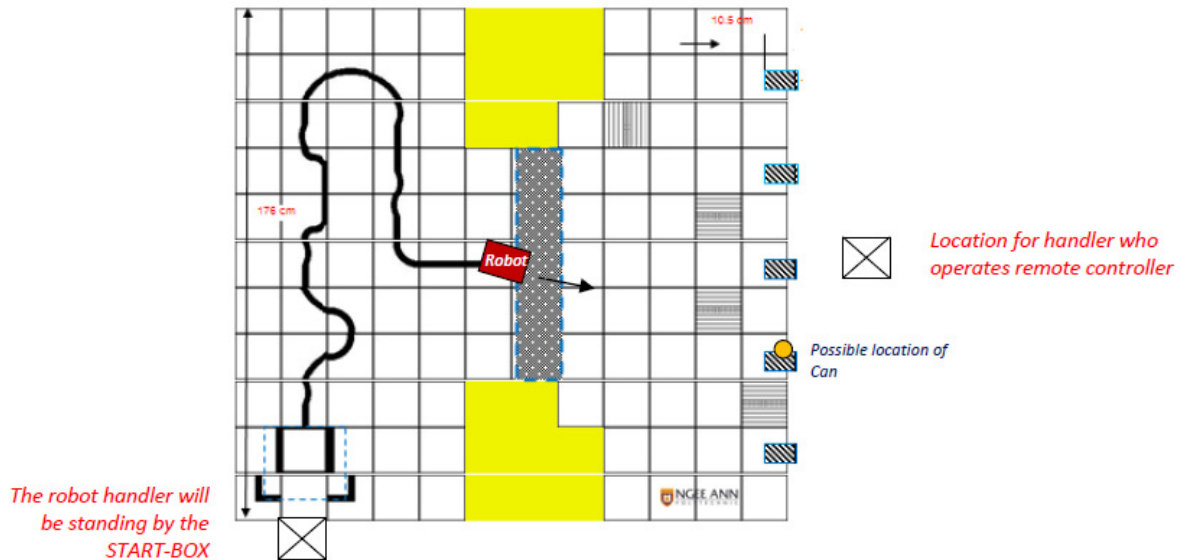 10.5 cm
176 cm
Robot
Location for handler who
operates remote controller
Possible location of
Can
NGEE ANN
POLYTECHNIC
The robot handler will
be standing by the
START-BOX